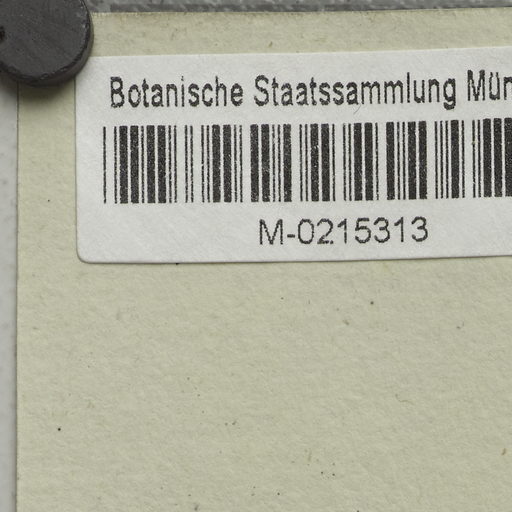 Botanische Staatssammlung Mün
M-0215313